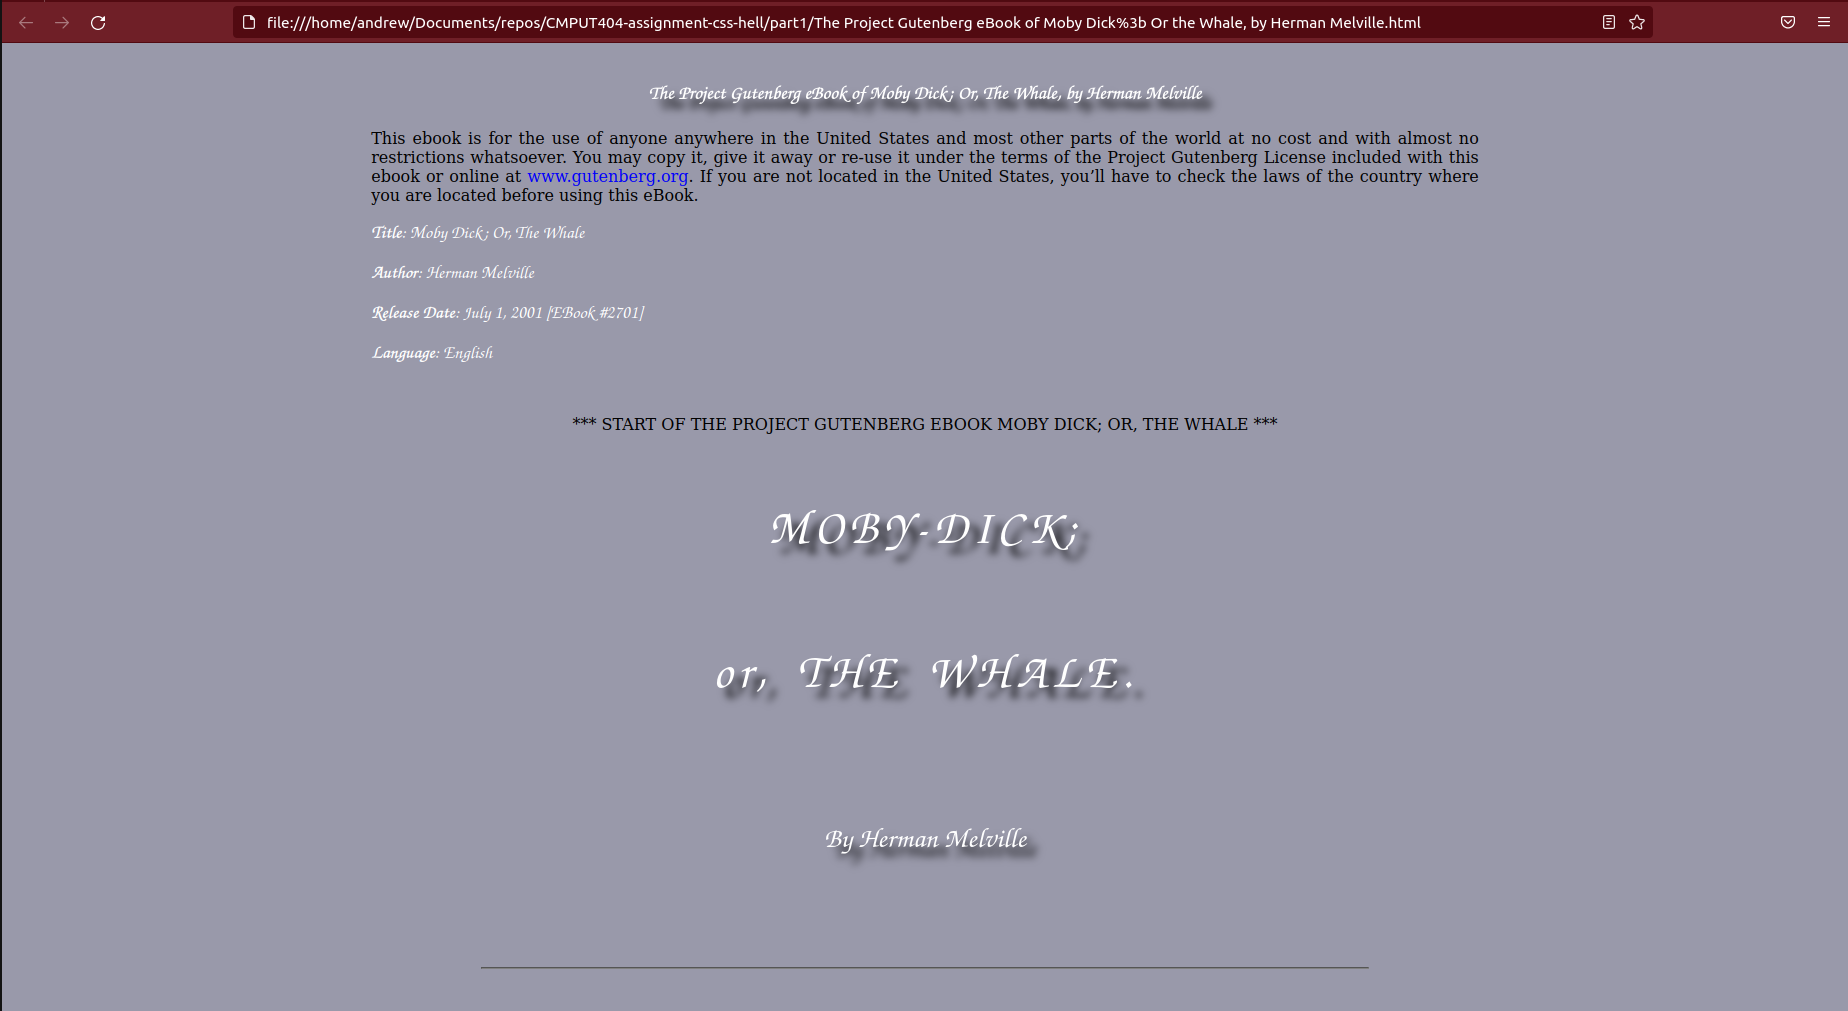 file:///home/andrew/Documents/repos/CMPUT404-assignment-css-hell/part1/The Project Gutenberg eBook of Moby Dick%3b Or the Whale, by Herman Melville.html
The Project Gutenberg eBook of Moby Dick; Or, The Whale, by Herman Melville
This ebook is for the use of anyone anywhere in the United States and most other parts of the world at no cost and with almost no
restrictions whatsoever. You may copy it, give it away or re-use it under the terms of the Project Gutenberg License included with this
ebook or online at www.gutenberg.org. If you are not located in the United States, you’ll have to check the laws of the country where
you are located before using this eBook.
Title: Moby Dick; Or, The Whale
Author: Herman Melville
Release Date: July 1, 2001 [EBook #2701]
Language: English
*** START OF THE PROJECT GUTENBERG EBOOK MOBY DICK; OR, THE WHALE ***
MOBY-DICK;
or, THE WHALE.
By Herman Melville